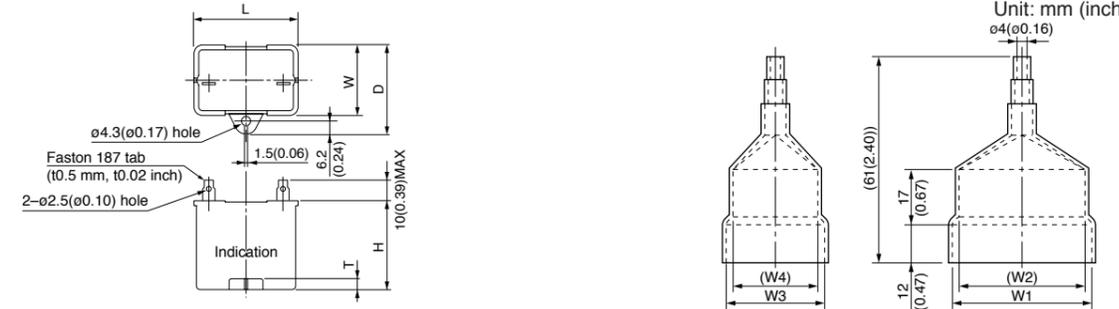 Unit: mm (inch
L
W
D
ø4.3(ø0.17) hole
1.5(0.06)
6.2
(0.24)
Faston 187 tab
(t0.5 mm, t0.02 inch)
2–ø2.5(ø0.10) hole
10(0.39)MAX
Indication
H
T
ø4(ø0.16)
(61(2.40))
17
(0.67)
12
(0.47)
(W4)
W3
(W2)
W1